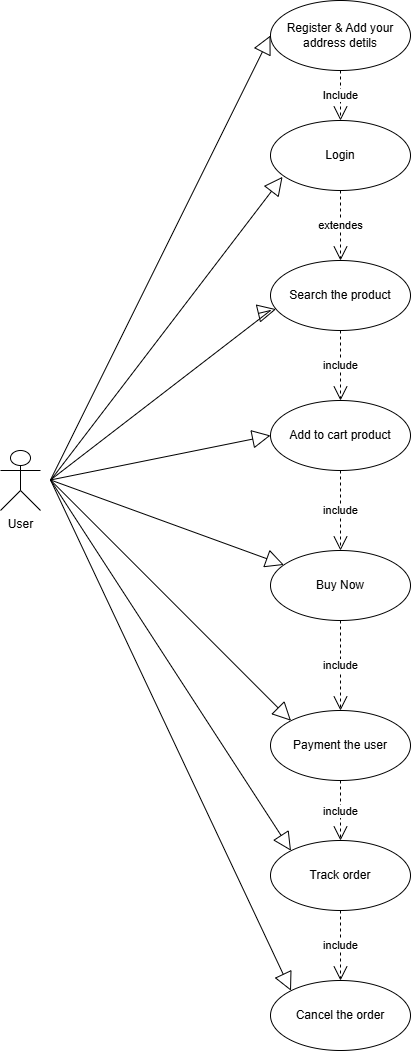 Register & Add your
address detils
Include
Login
extendes
Search the product
include
Add to cart product
include
User
Buy Now
include
Payment the user
include
Track order
include
Cancel the order